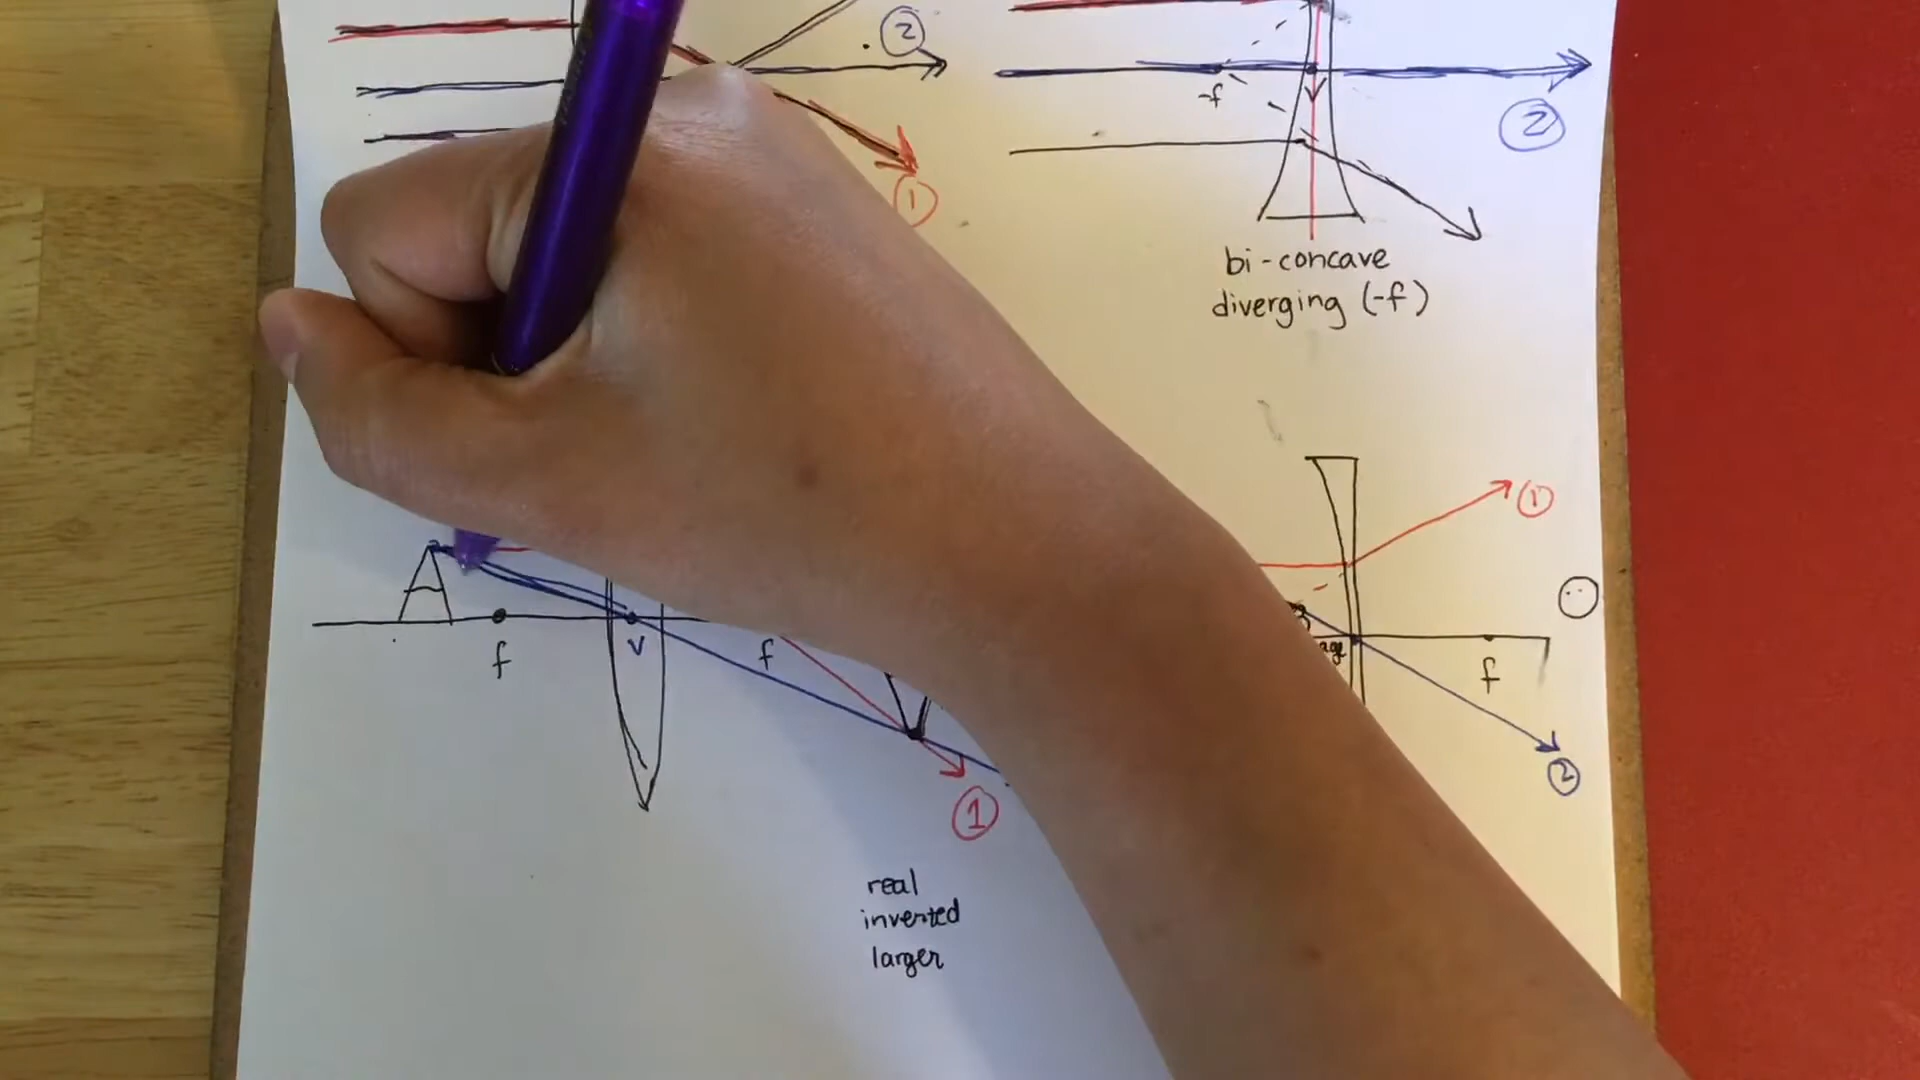 2
1
-f
2
bi-concave
diverging (-f)
A
f
v
f
1
real
inverted
larger
1
f
2